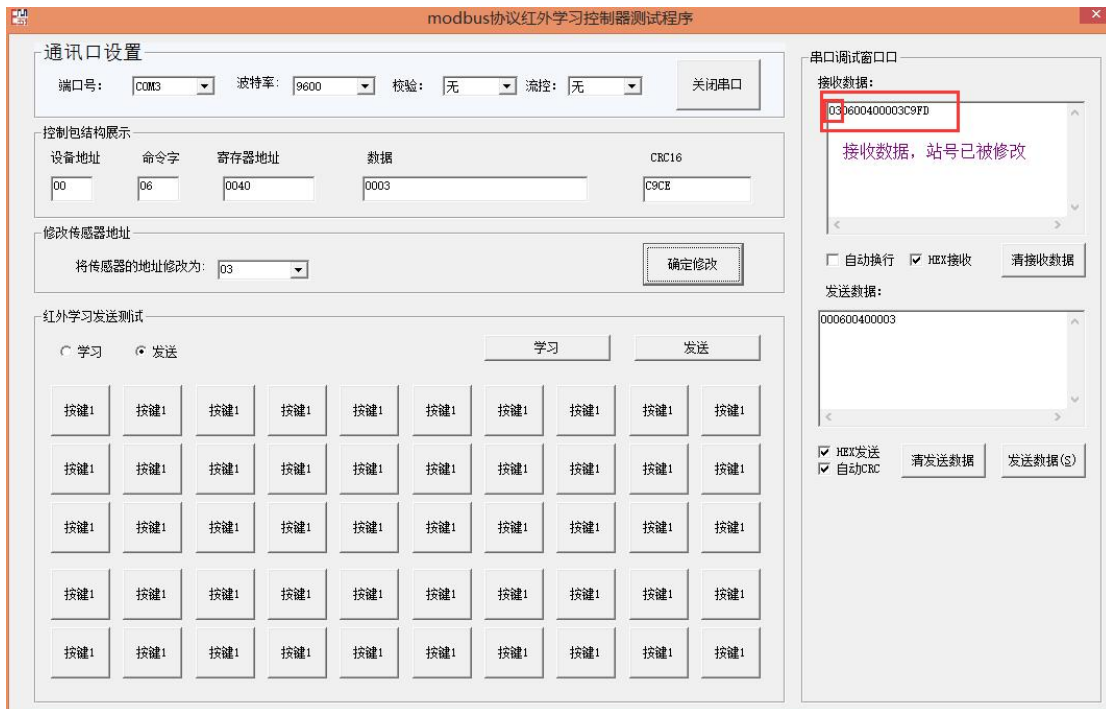 modbus协议红外学习控制器测试程序
通讯口设置
端口号： COM3 波特率: 9600 校验： 无 流控： 无 关闭串口
控制包结构展示
设备地址 命令字 寄存器地址 数据 CRC16
00 06 0040 0003 C9CE
修改传感器地址
将传感器的地址修改为: 03 确定修改
红外学习发送测试
学习 发送 学习 发送
按键1 按键1 按键1 按键1 按键1 按键1 按键1 按键1 按键1 按键1
按键1 按键1 按键1 按键1 按键1 按键1 按键1 按键1 按键1 按键1
按键1 按键1 按键1 按键1 按键1 按键1 按键1 按键1 按键1 按键1
按键1 按键1 按键1 按键1 按键1 按键1 按键1 按键1 按键1 按键1
按键1 按键1 按键1 按键1 按键1 按键1 按键1 按键1 按键1 按键1
串口调试窗口口
接收数据：
030600400003C9FD
接收数据，站号已被修改
自动换行 HEX接收 清接收数据
发送数据：
000600400003
HEX发送
自动CRC 清发送数据 发送数据(S)